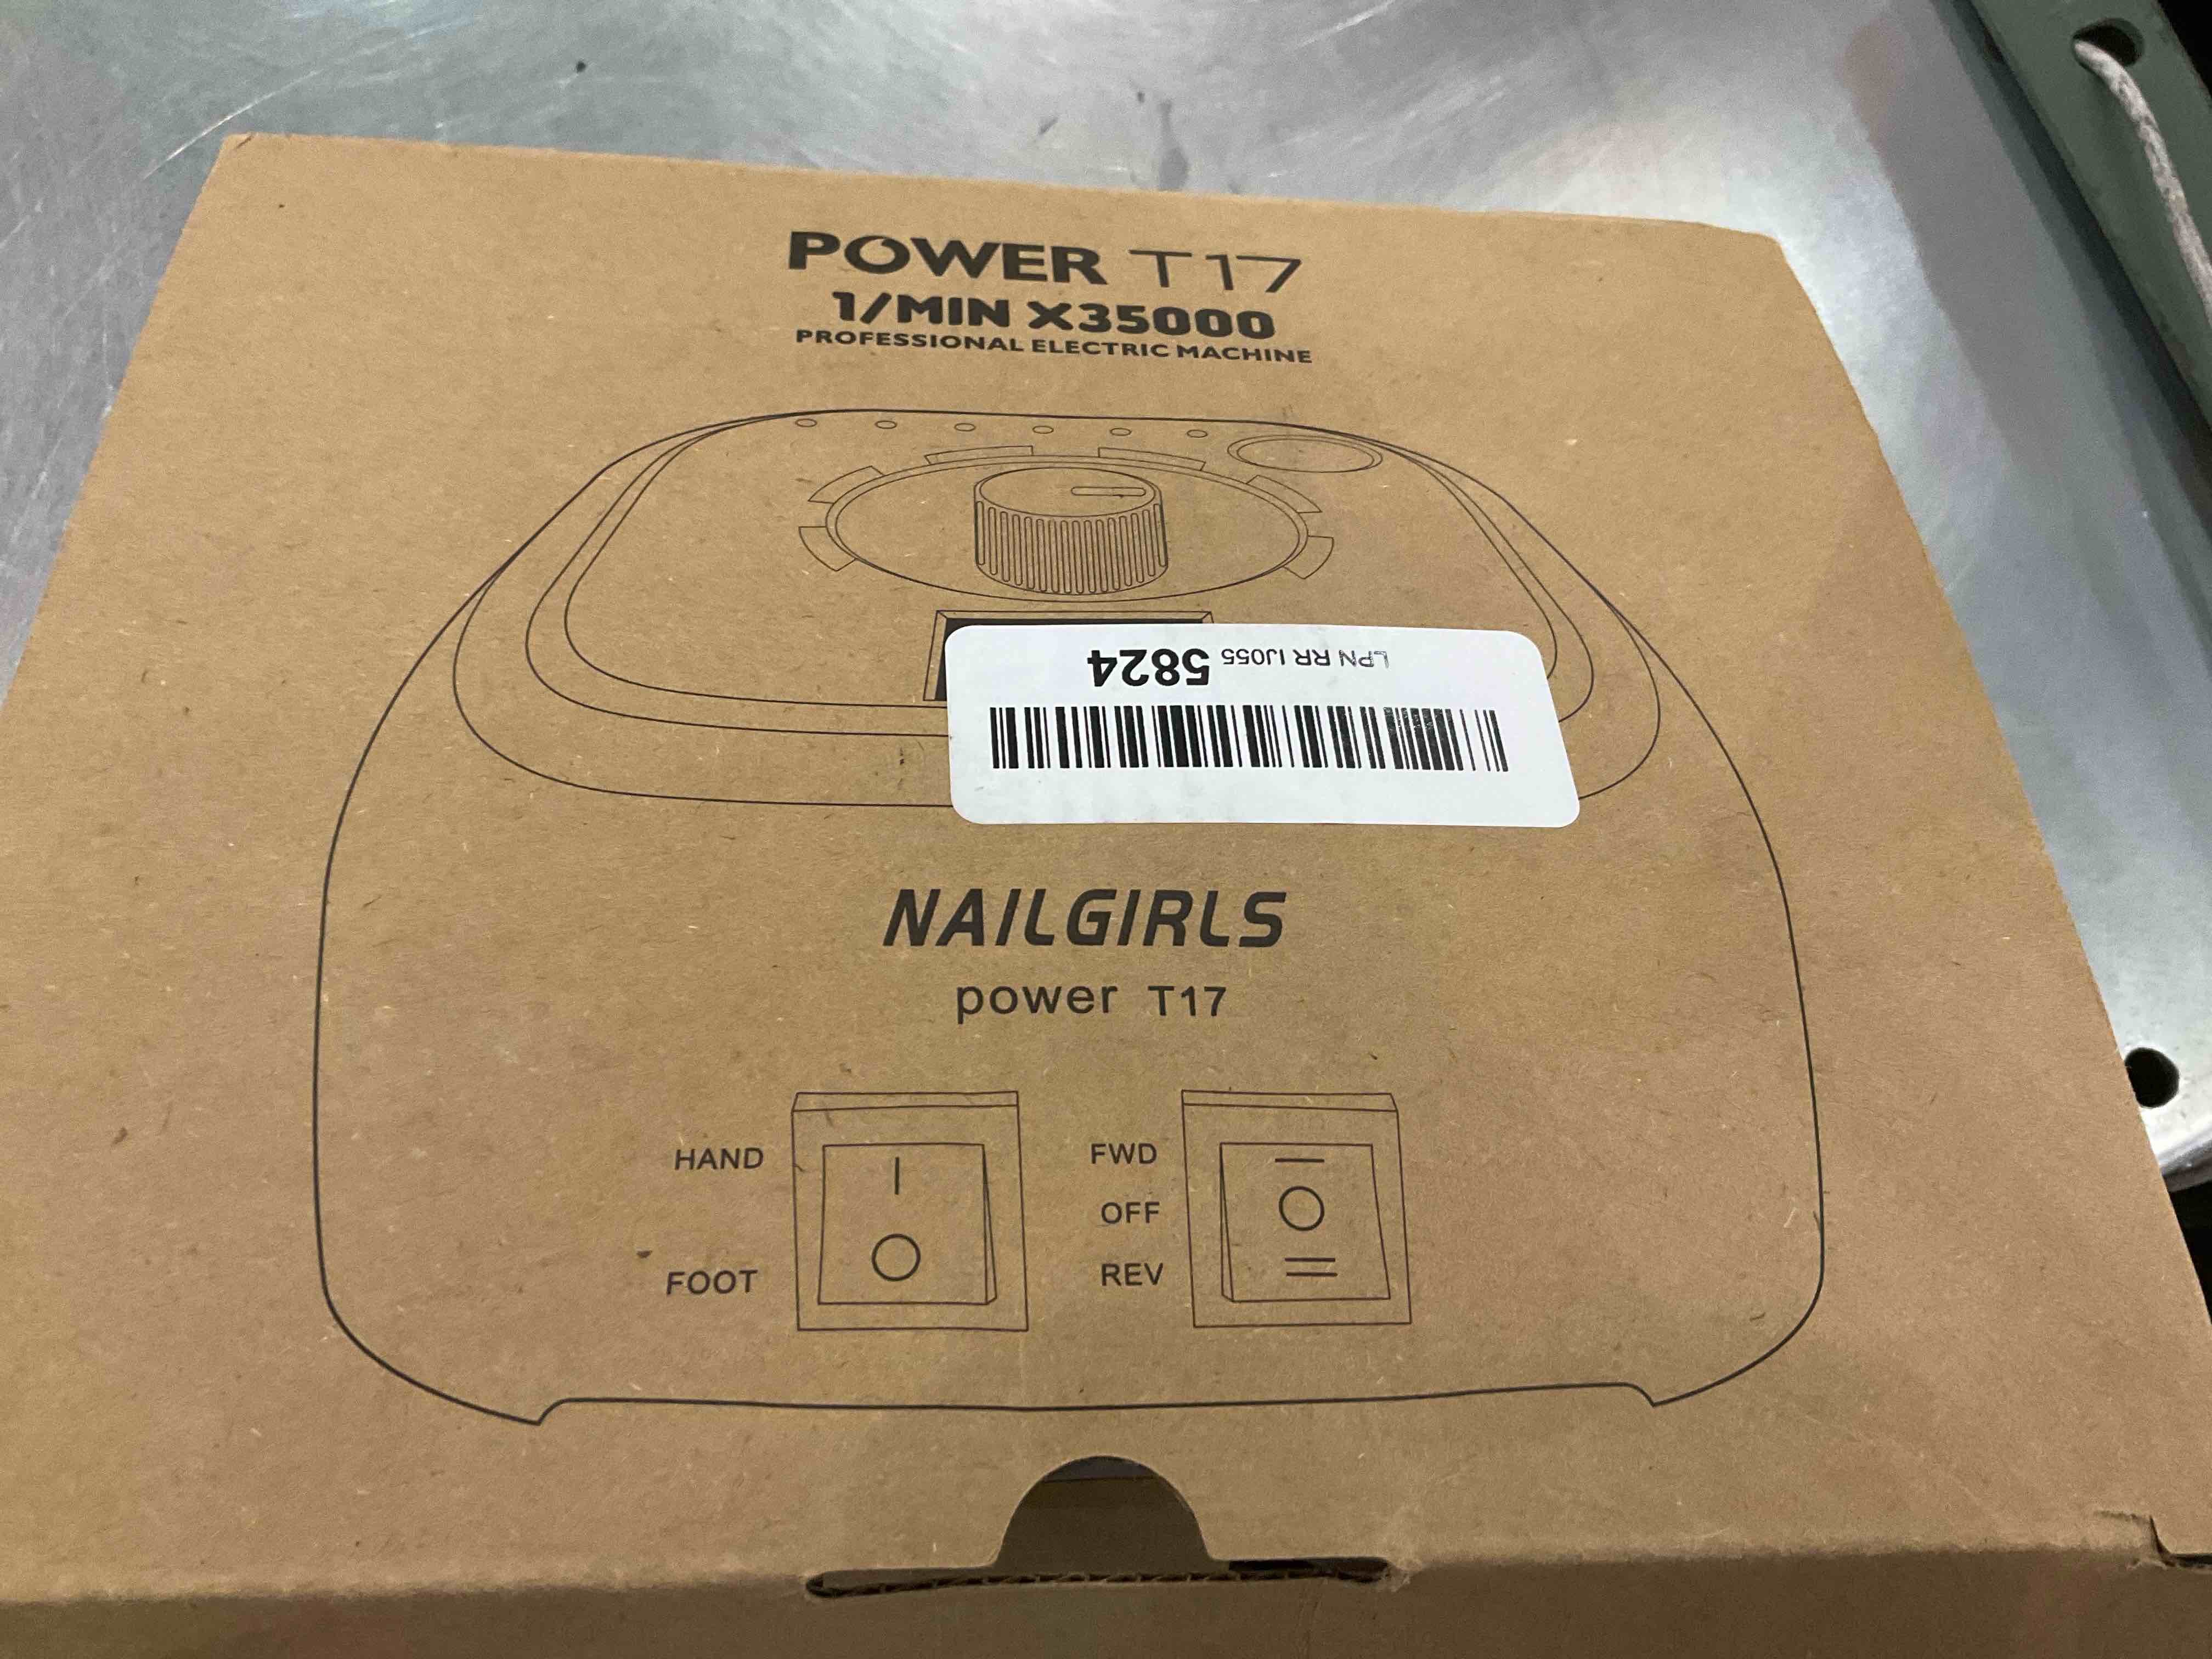 POWER T17
1/MIN X35000
PROFESSIONAL ELECTRIC MACHINE
LPN RR IJ055 5824
NAILGIRLS
power T17
HAND
FOOT
FWD
OFF
REV